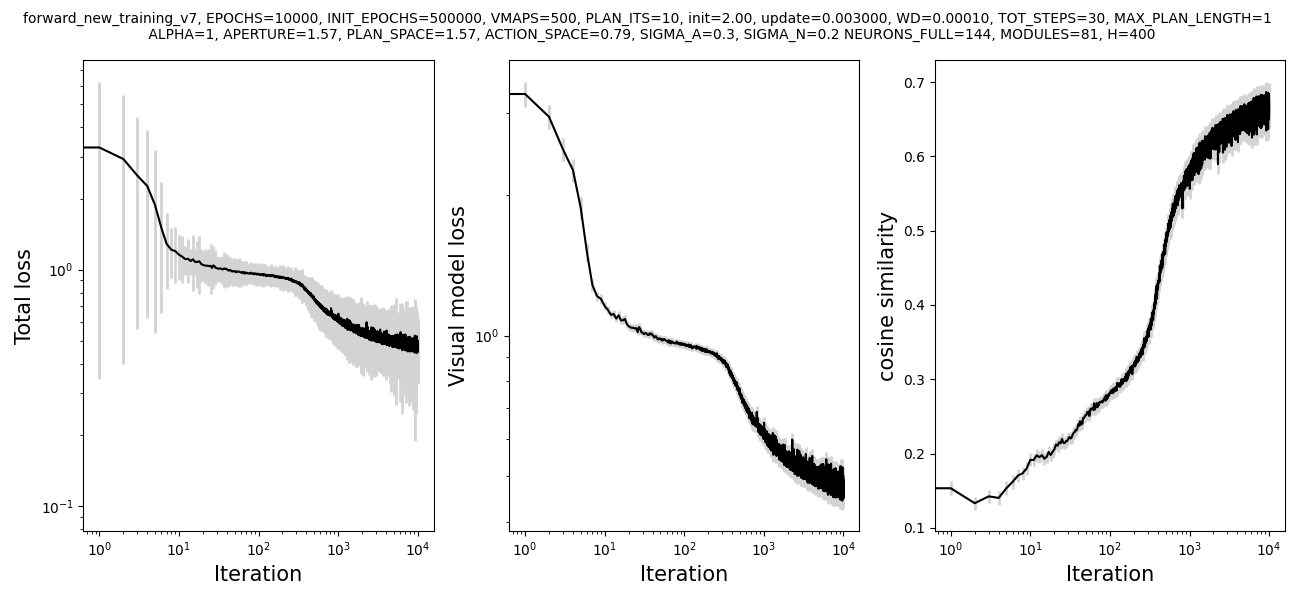 forward_new_training_v7, EPOCHS=10000, INIT_EPOCHS=500000, VMAPS=500, PLAN_ITS=10, init=2.00, update=0.003000, WD=0.00010, TOT_STEPS=30, MAX_PLAN_LENGTH=1
ALPHA=1, APERTURE=1.57, PLAN_SPACE=1.57, ACTION_SPACE=0.79, SIGMA_A=0.3, SIGMA_N=0.2 NEURONS_FULL=144, MODULES=81, H=400
Total loss
10⁰
10⁻¹
10⁰ 10¹ 10² 10³ 10⁴
Iteration
Visual model loss
10⁰
10⁰ 10¹ 10² 10³ 10⁴
Iteration
cosine similarity
0.7
0.6
0.5
0.4
0.3
0.2
0.1
10⁰ 10¹ 10² 10³ 10⁴
Iteration